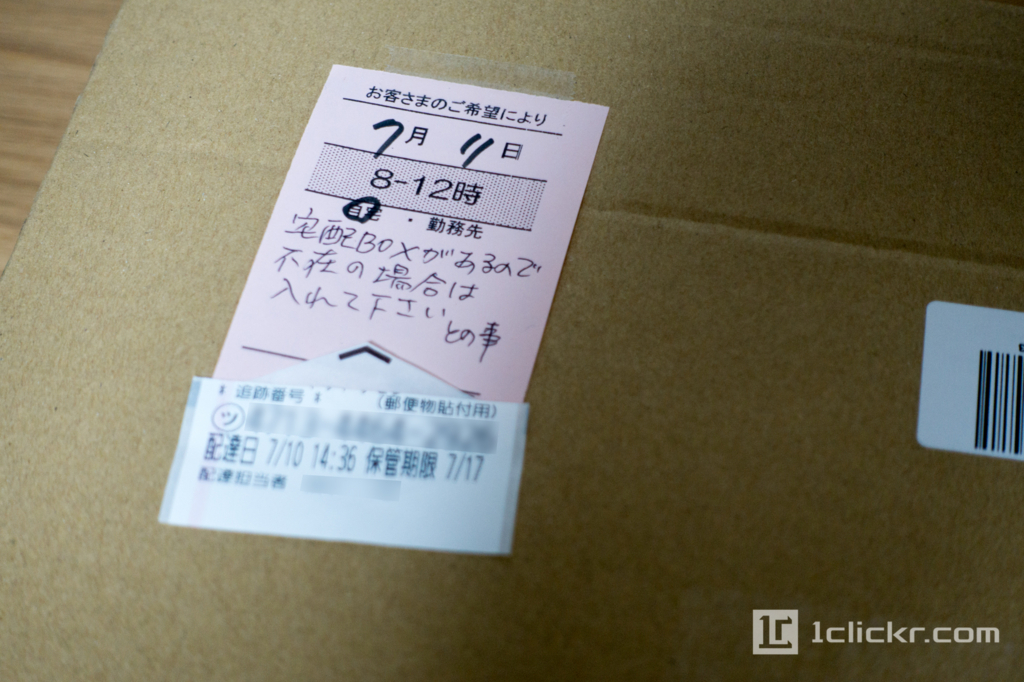 お客さまのご希望により
7月 11日
8-12時
自宅・勤務先
宅配BOXがあるので
不在の場合は
入れて下さい
との事
* 追跡番号 * (郵便物貼付用)
ツ
配達日 7/10 14:36 保管期限 7/17
配達担当者
1clickr.com